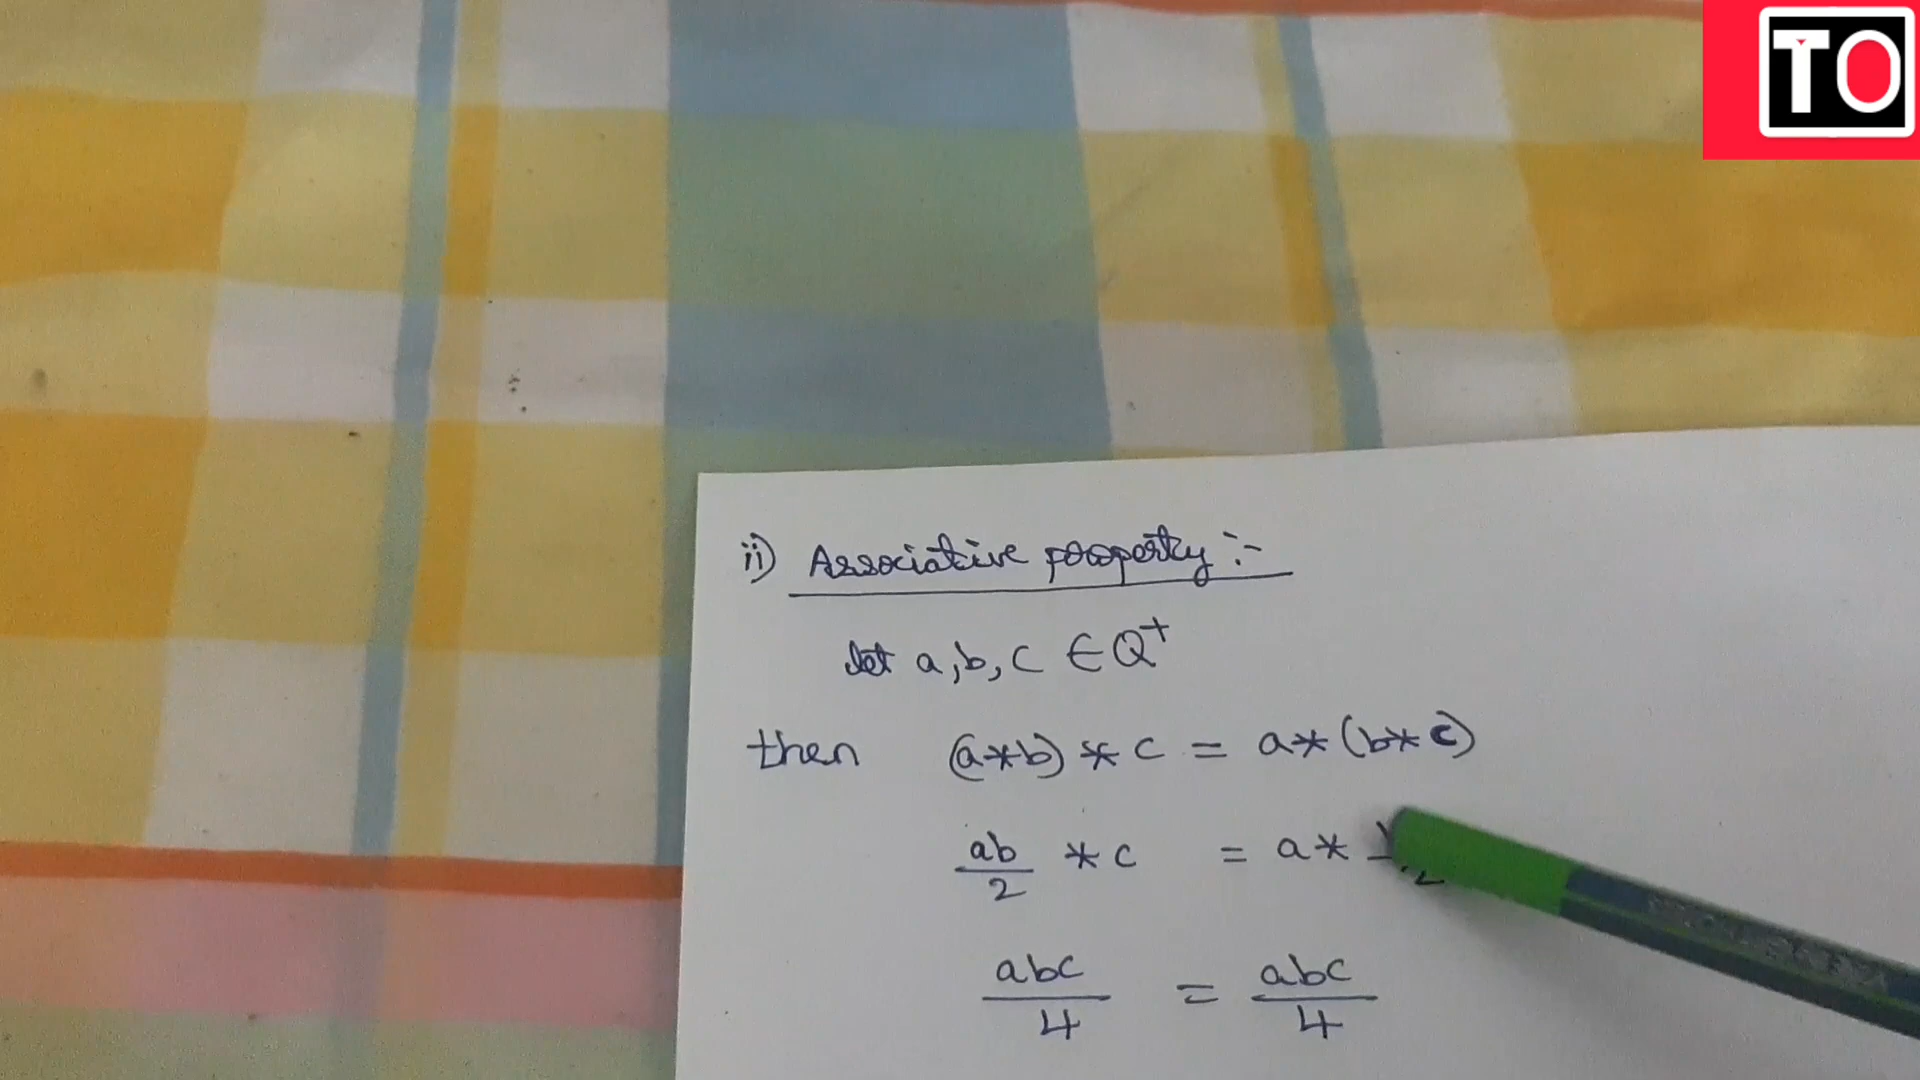 TO
ii) Associative property :-
let a, b, c ∈ Q⁺
then (a*b) * c = a* (b* c)
ab/2 * c = a*
abc/4 = abc/4